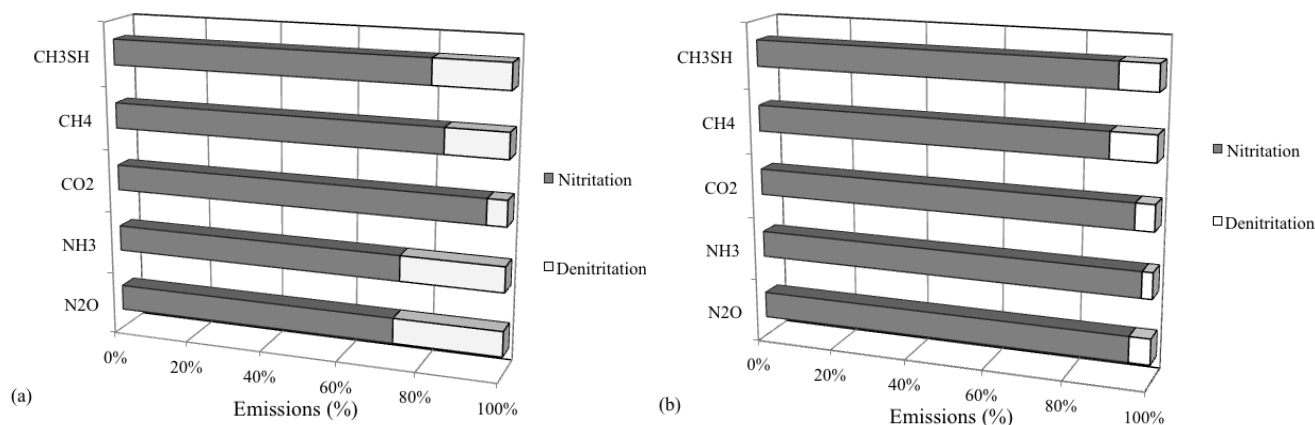 CH3SH
CH4
CO2
NH3
N2O
0%
20%
40%
60%
80%
100%
Emissions (%)
Nitritation
Denitritation
(a)
CH3SH
CH4
CO2
NH3
N2O
0%
20%
40%
60%
80%
100%
Emissions (%)
Nitritation
Denitritation
(b)